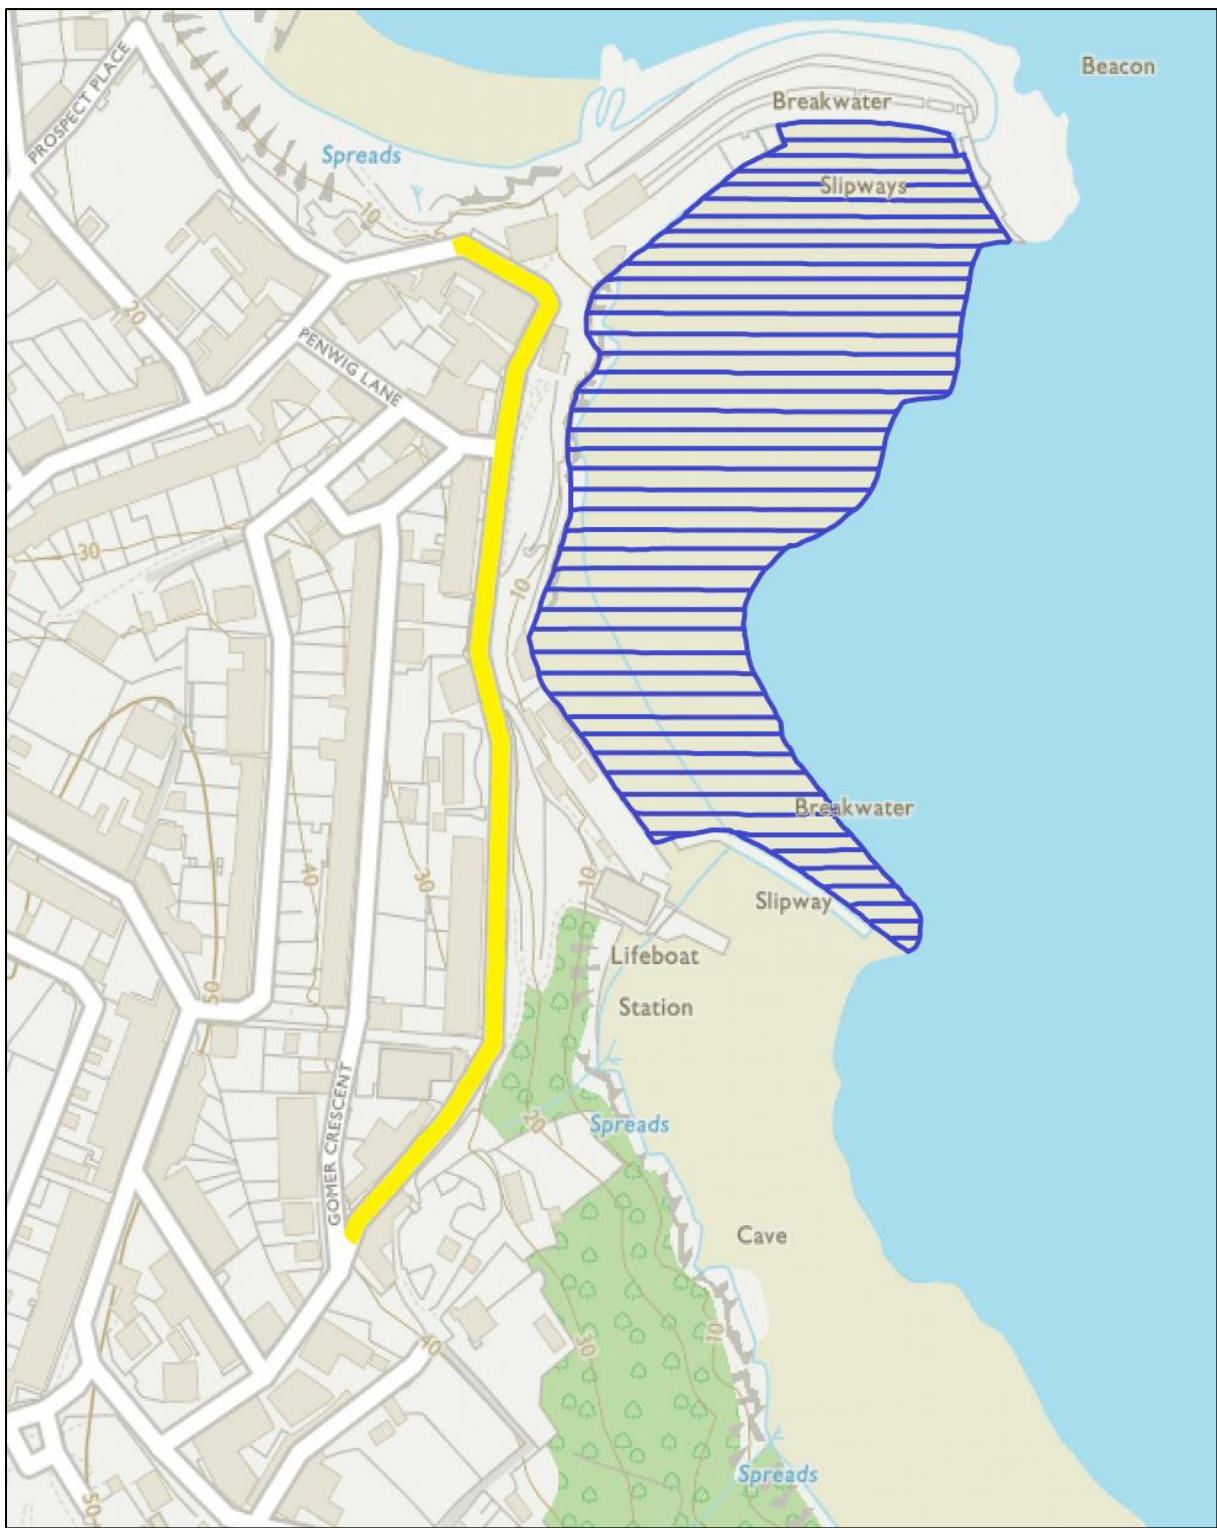 Beacon
PROSPECT PLACE
Breakwater
Spreads
Slipways
10
20
PENWIG LANE
30
10
Breakwater
40
30
10
Slipway
Lifeboat
Station
50
GOMER CRESCENT
20
Spreads
Cave
40
30
10
Spreads
50